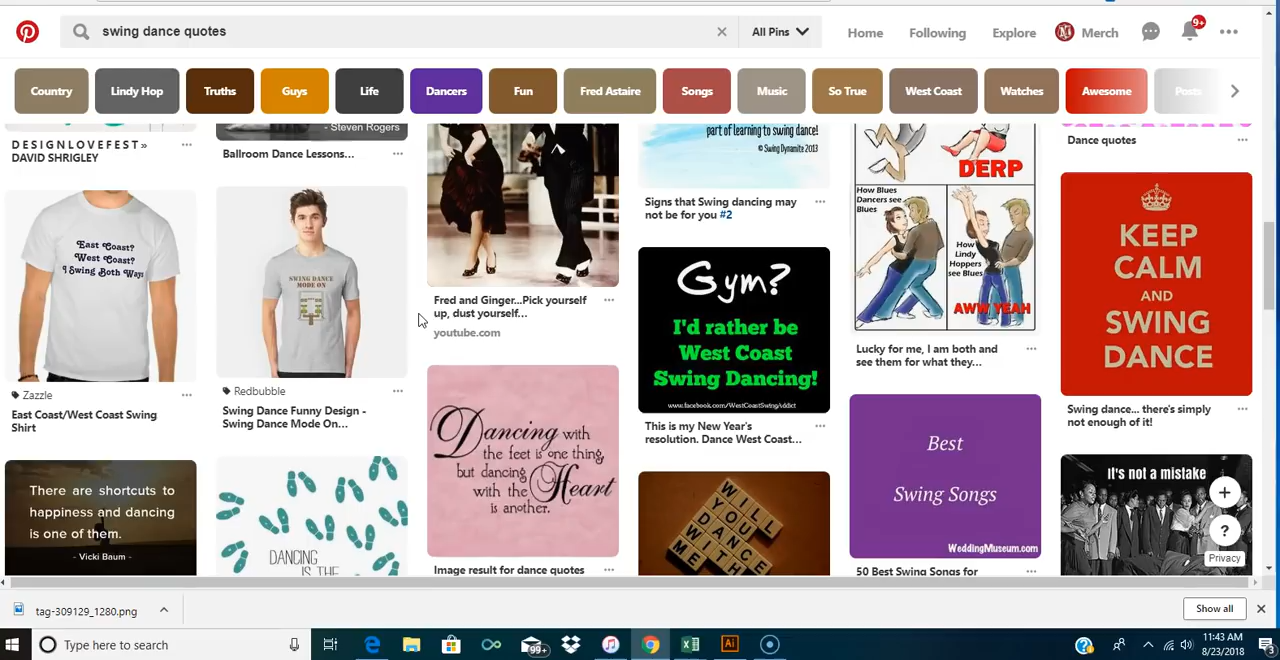 swing dance quotes
All Pins
Home
Following
Explore
Merch
9+
Country
Lindy Hop
Truths
Guys
Life
Dancers
Fun
Fred Astaire
Songs
Music
So True
West Coast
Watches
Awesome
Posts
D E S I G N L O V E F E S T »
DAVID SHRIGLEY
East Coast?
West Coast?
I Swing Both Ways
Zazzle
East Coast/West Coast Swing
Shirt
There are shortcuts to
happiness and dancing
is one of them.
- Vicki Baum -
- Steven Rogers
Ballroom Dance Lessons...
SWING DANCE
MODE ON
Redbubble
Swing Dance Funny Design -
Swing Dance Mode On...
DANCING
IS THE
Fred and Ginger...Pick yourself
up, dust yourself...
youtube.com
Dancing with
the feet is one thing,
but dancing
with the Heart
is another.
Image result for dance quotes
part of learning to swing dance!
© Swing Dynamite 2013
Signs that Swing dancing may
not be for you #2
Gym?
I'd rather be
West Coast
Swing Dancing!
www.facebook.com/WestCoastSwingAddict
This is my New Year's
resolution. Dance West Coast...
WILL
YOU
DANCE
WITH
ME
DERP
How Blues
Dancers see
Blues
How
Lindy
Hoppers
see Blues
AWW YEAH
Lucky for me, I am both and
see them for what they...
Best
Swing Songs
WeddingMuseum.com
50 Best Swing Songs for
Dance quotes
KEEP
CALM
AND
SWING
DANCE
Swing dance... there's simply
not enough of it!
It's not a mistake
+
?
Privacy
tag-309129_1280.png
Show all
Type here to search
99+
Ai
11:43 AM
8/23/2018
3